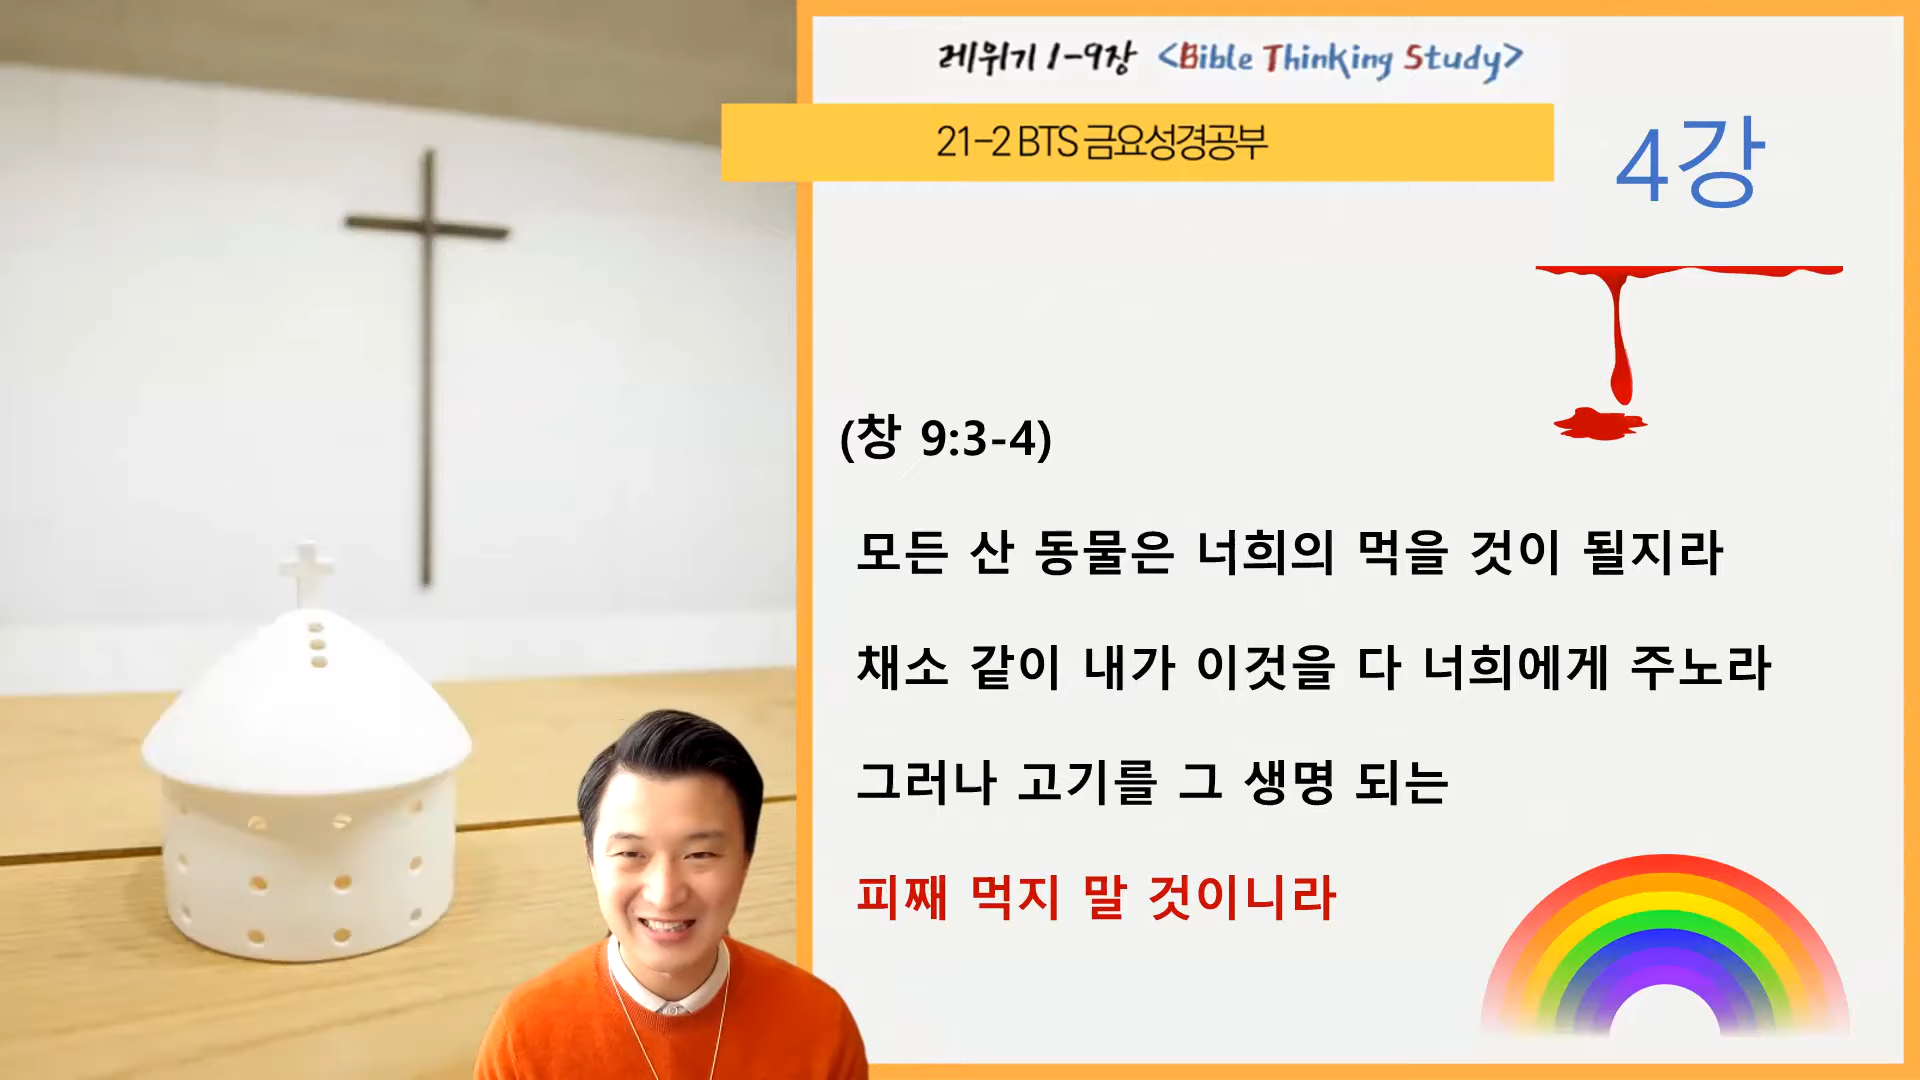 레위기 1-9장 <Bible Thinking Study>
21-2 BTS 금요성경공부
4강
(창 9:3-4)
모든 산 동물은 너희의 먹을 것이 될지라
채소 같이 내가 이것을 다 너희에게 주노라
그러나 고기를 그 생명 되는
피째 먹지 말 것이니라